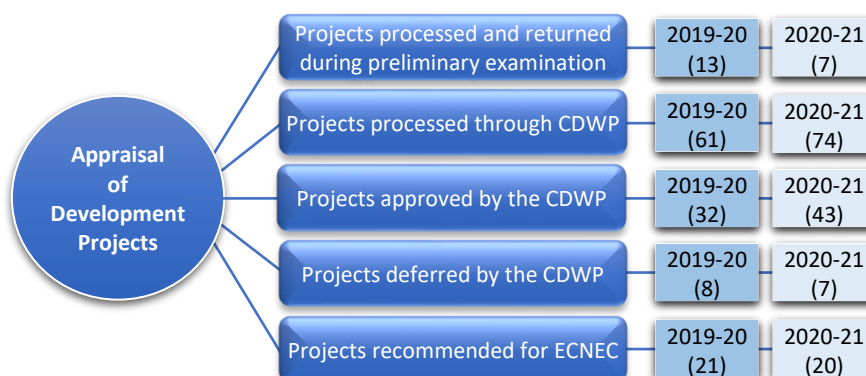 Appraisal
of
Development
Projects
Projects processed and returned
during preliminary examination
2019-20
(13)
2020-21
(7)
Projects processed through CDWP
2019-20
(61)
2020-21
(74)
Projects approved by the CDWP
2019-20
(32)
2020-21
(43)
Projects deferred by the CDWP
2019-20
(8)
2020-21
(7)
Projects recommended for ECNEC
2019-20
(21)
2020-21
(20)